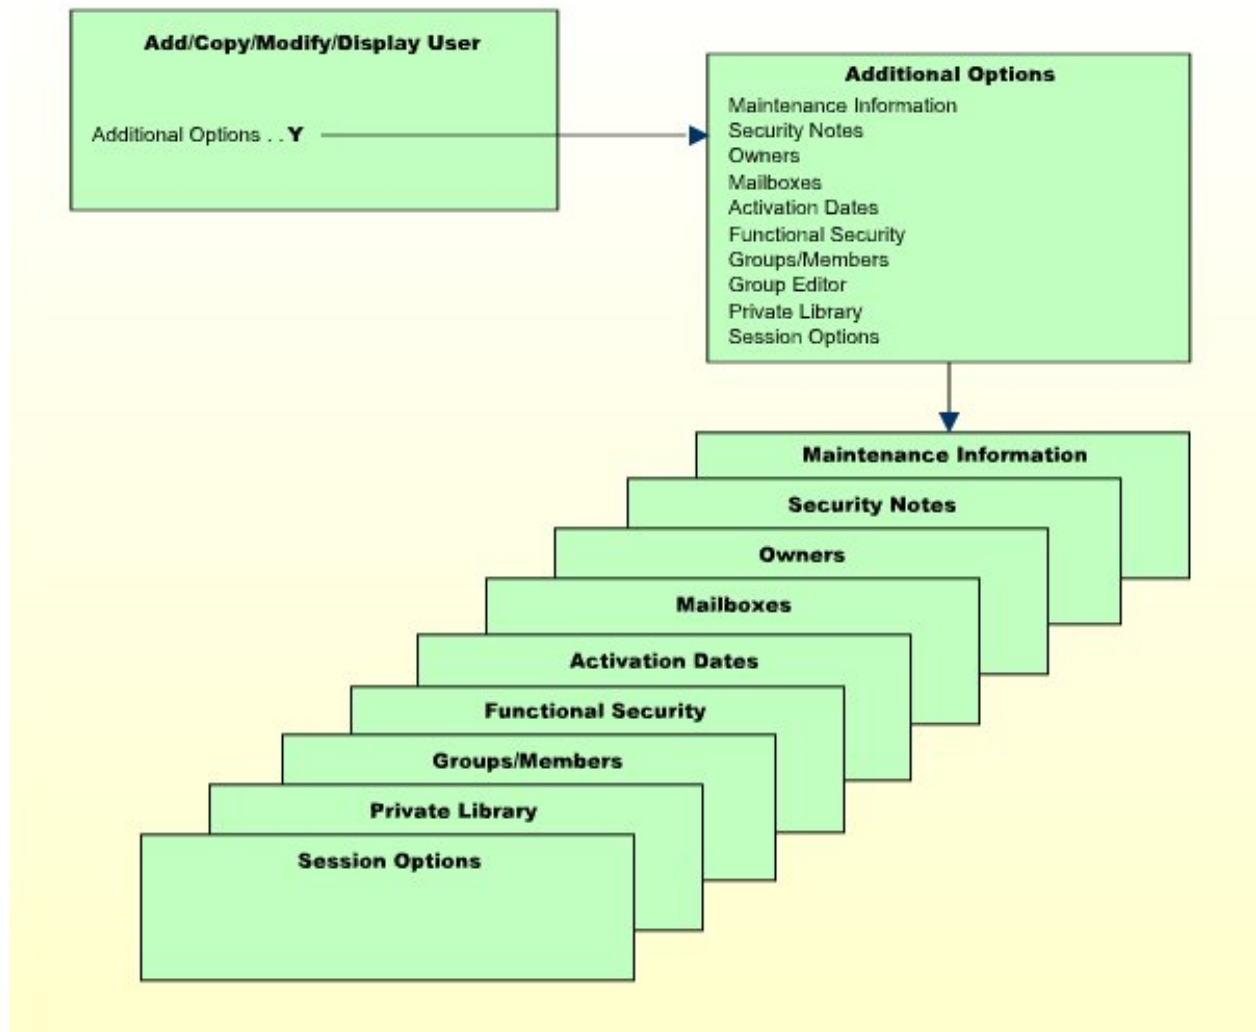 Add/Copy/Modify/Display User
Additional Options . . Y
Additional Options
Maintenance Information
Security Notes
Owners
Mailboxes
Activation Dates
Functional Security
Groups/Members
Group Editor
Private Library
Session Options
Maintenance Information
Security Notes
Owners
Mailboxes
Activation Dates
Functional Security
Groups/Members
Private Library
Session Options